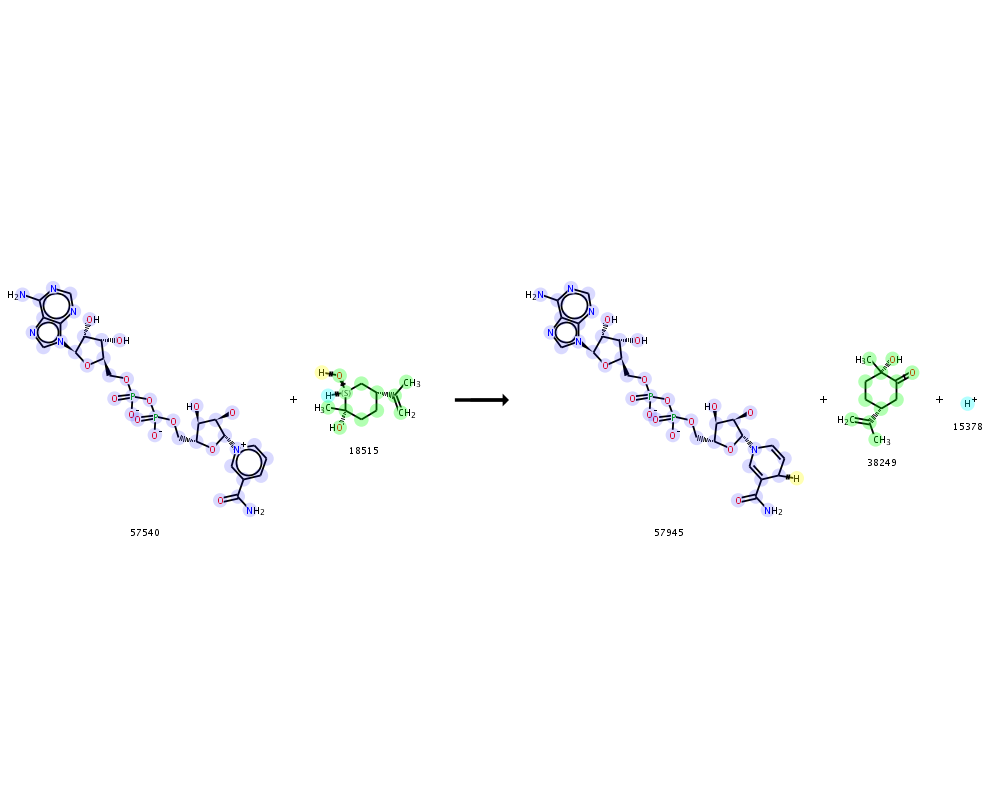 H₂N N N N N OH OH O O P O O⁻ O P O O⁻ O HO O O N⁺ O NH₂
57540
+
H O (S) H H₃C HO CH₃ CH₂
18515
H₂N N N N N OH OH O O P O O⁻ O P O O⁻ O HO O O N H O NH₂
57945
+
H₃C OH O H₂C CH₃
38249
+
H⁺
15378